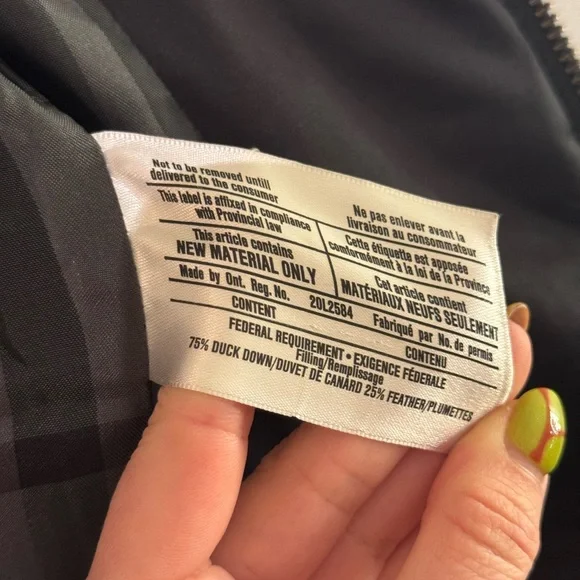 Not to be removed untill
delivered to the consumer
This label is affixed in compliance
with Provincial law
This article contains
NEW MATERIAL ONLY
Ne pas enlever avant la
livraison au consommateur
Cette étiquetta est apposée
comformément à la loi de la Province
Cet article contient
MATÉRIAUX NEUFS SEULEMENT
Made by Ont. Reg. No. 20L2584 Fabriqué par No. de permis
CONTENT CONTENU
FEDERAL REQUIREMENT • EXIGENCE FÉDÉRALE
Filling/Remplissage
75% DUCK DOWN/DUVET DE CANARD 25% FEATHER/PLUMETTES